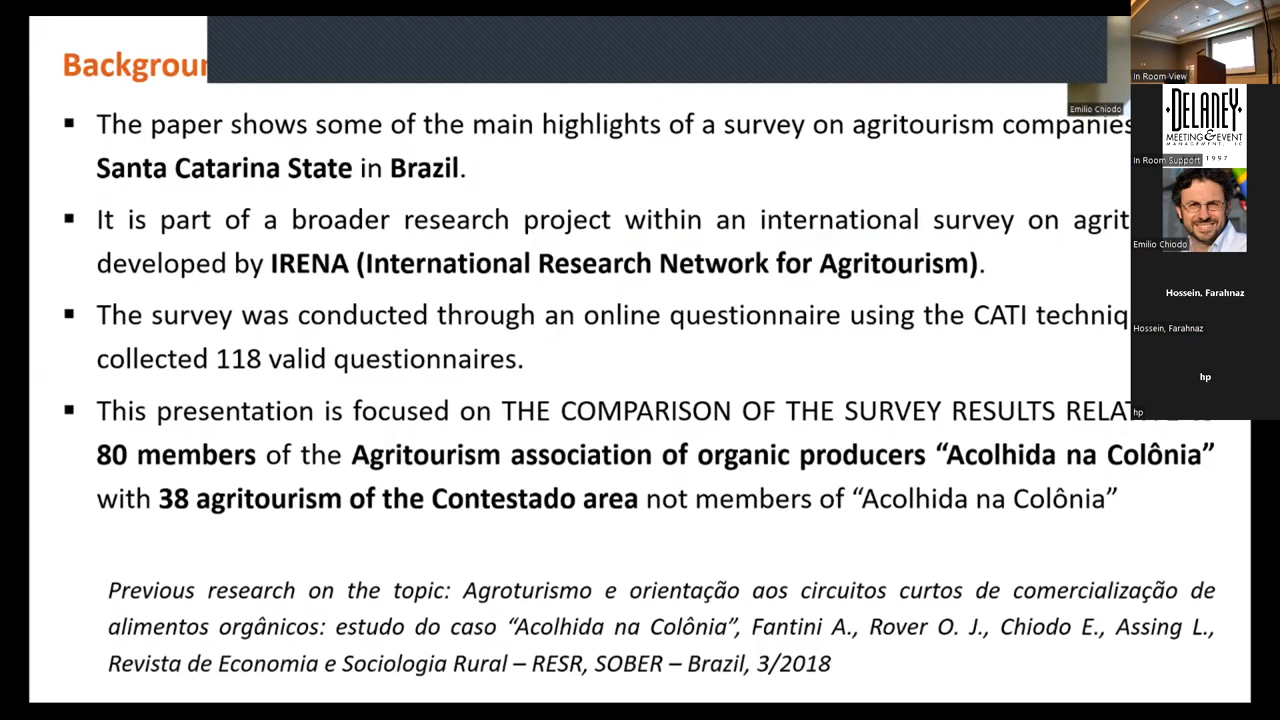 Backgrour
▪ The paper shows some of the main highlights of a survey on agritourism companies
Santa Catarina State in Brazil.
▪ It is part of a broader research project within an international survey on agrit
developed by IRENA (International Research Network for Agritourism).
▪ The survey was conducted through an online questionnaire using the CATI techniq
collected 118 valid questionnaires.
▪ This presentation is focused on THE COMPARISON OF THE SURVEY RESULTS
80 members of the Agritourism association of organic producers “Acolhida na Colônia”
with 38 agritourism of the Contestado area not members of “Acolhida na Colônia”
Previous research on the topic: Agroturismo e orientação aos circuitos curtos de comercialização de
alimentos orgânicos: estudo do caso “Acolhida na Colônia”, Fantini A., Rover O. J., Chiodo E., Assing L.,
Revista de Economia e Sociologia Rural – RESR, SOBER – Brazil, 3/2018
Emilio Chiodo
In Room View
DELANEY
MEETING & EVENT
MANAGEMENT, LLC
1997
In Room Support
Emilio Chiodo
Hossein, Farahnaz
Hossein, Farahnaz
hp
hp